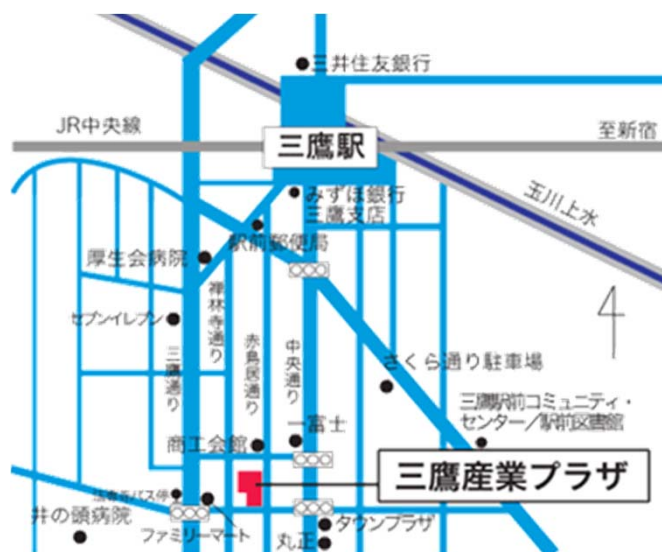 三井住友銀行
JR中央線
至新宿
三鷹駅
みずほ銀行
三鷹支店
玉川上水
駅前郵便局
厚生会病院
禅林寺通り
セブンイレブン
三鷹通り
赤鳥居通り
中央通り
さくら通り駐車場
三鷹駅前コミュニティ・
センター/駅前図書館
一富士
商工会館
三鷹産業プラザ
井の頭病院
ファミリーマート
タウンプラザ
丸正